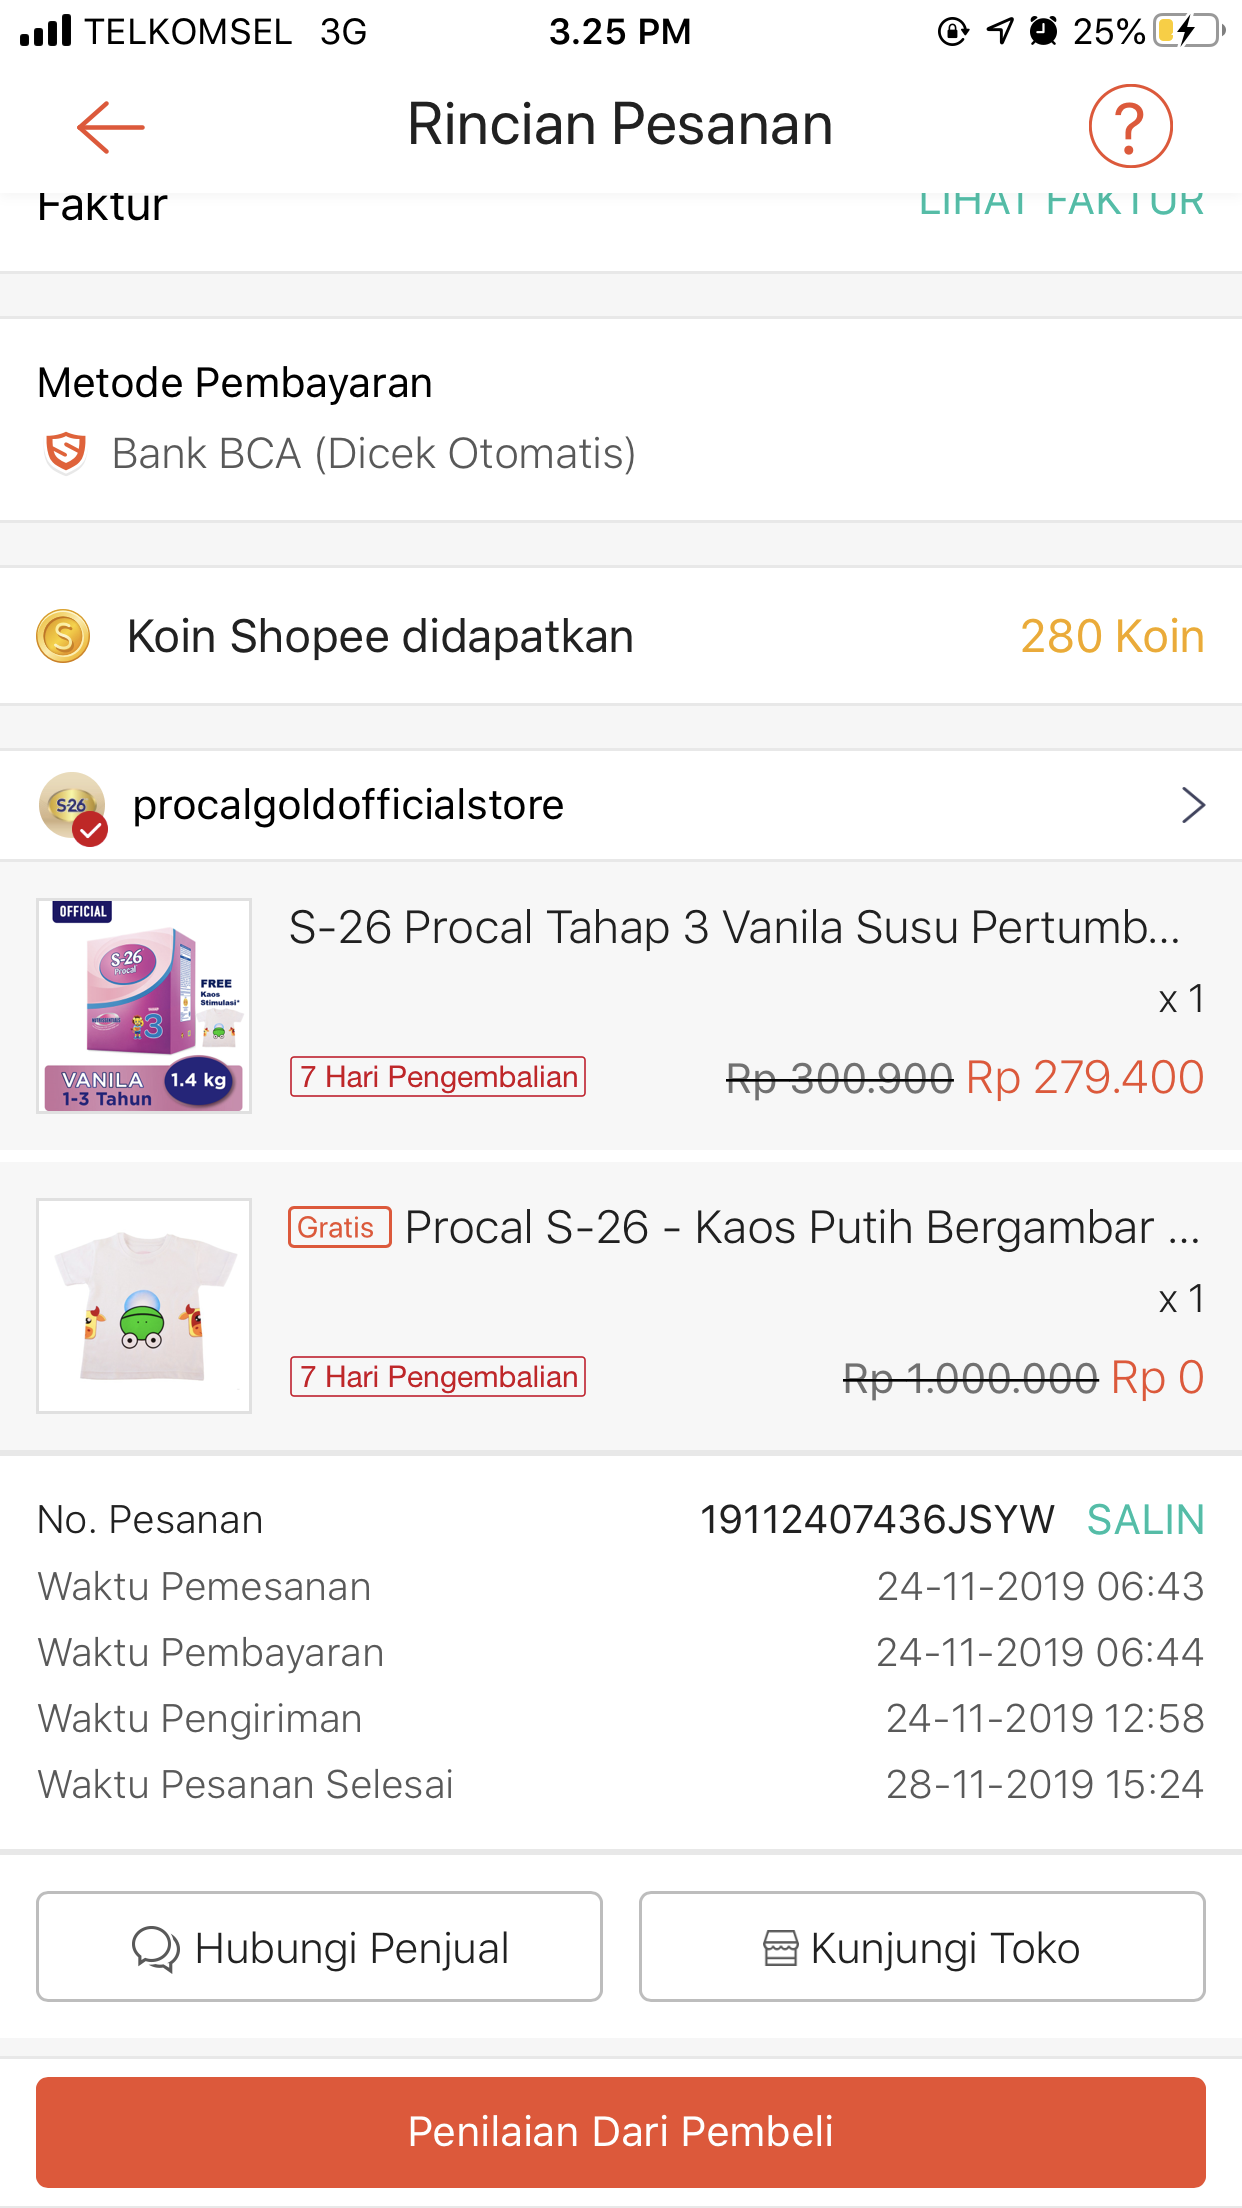 TELKOMSEL 3G 3.25 PM 25%
Rincian Pesanan ?
Faktur LIHAT FAKTUR
Metode Pembayaran
Bank BCA (Dicek Otomatis)
Koin Shopee didapatkan 280 Koin
S-26 procalgoldofficialstore
OFFICIAL
S-26
Procal
FREE
Kaos
Stimulasi*
3
VANILA 1.4 kg
1-3 Tahun
S-26 Procal Tahap 3 Vanila Susu Pertumb...
x 1
7 Hari Pengembalian Rp 300.900 Rp 279.400
Gratis Procal S-26 - Kaos Putih Bergambar ...
x 1
7 Hari Pengembalian Rp 1.000.000 Rp 0
No. Pesanan 19112407436JSYW SALIN
Waktu Pemesanan 24-11-2019 06:43
Waktu Pembayaran 24-11-2019 06:44
Waktu Pengiriman 24-11-2019 12:58
Waktu Pesanan Selesai 28-11-2019 15:24
Hubungi Penjual Kunjungi Toko
Penilaian Dari Pembeli